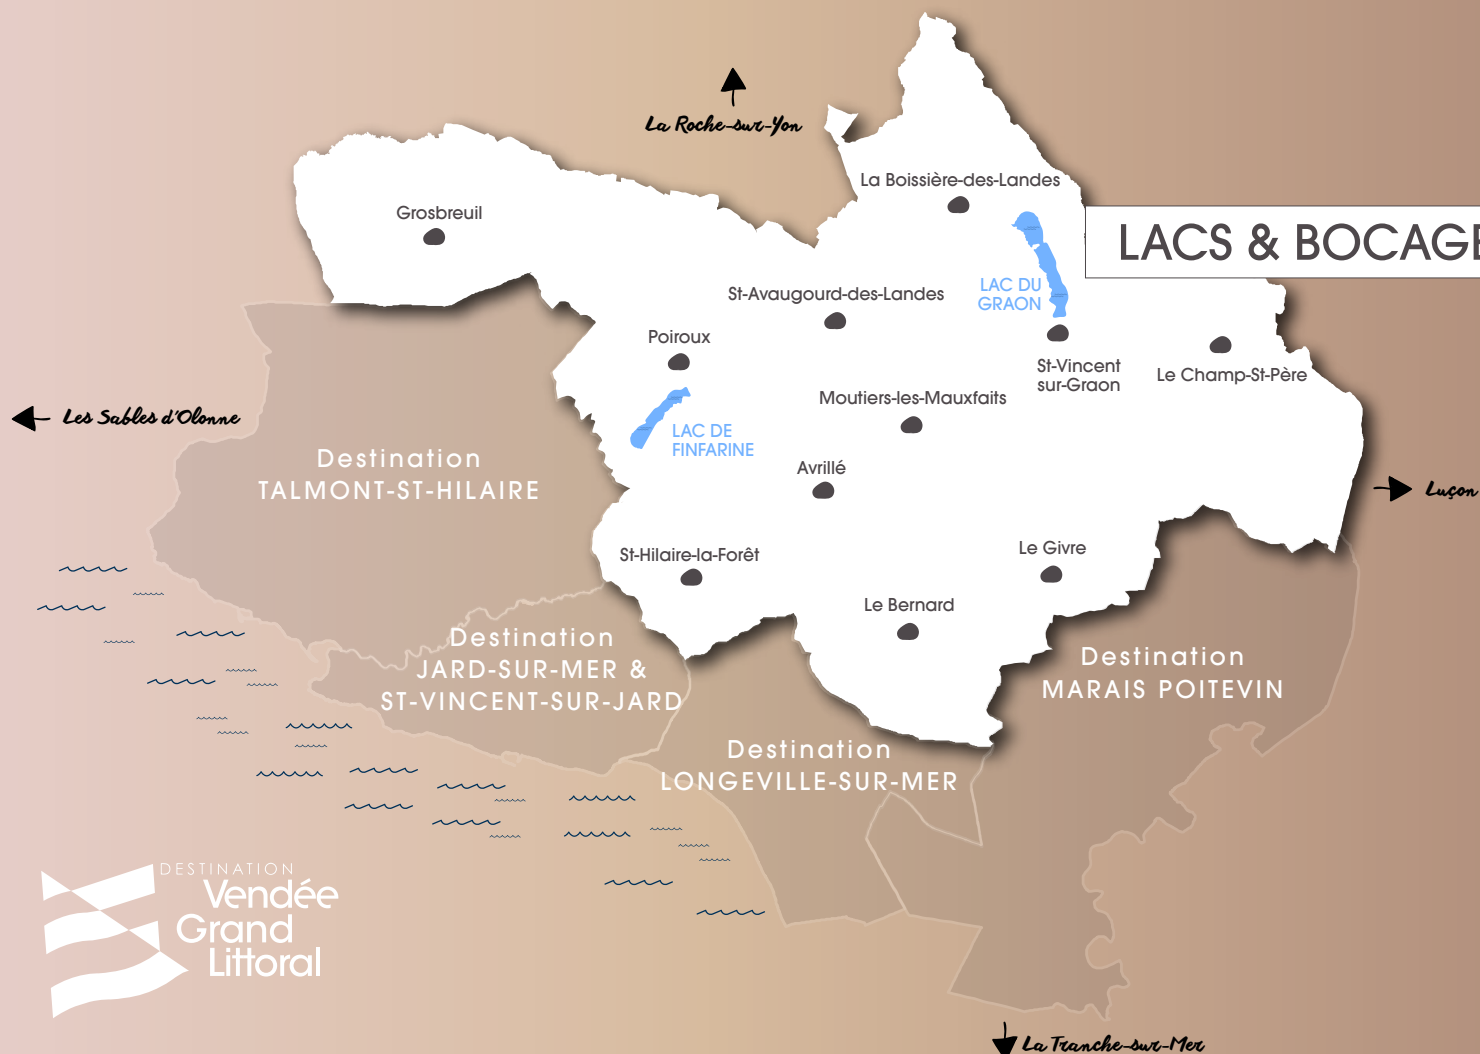 La Roche-sur-Yon
La Boissière-des-Landes
Grosbreuil
LACS & BOCAGE
LAC DU
GRAON
St-Avaugourd-des-Landes
Poiroux
St-Vincent
sur-Graon
Le Champ-St-Père
Moutiers-les-Mauxfaits
Les Sables d'Olonne
LAC DE
FINFARINE
Destination
TALMONT-ST-HILAIRE
Avrillé
Luçon
St-Hilaire-la-Forêt
Le Givre
Le Bernard
Destination
JARD-SUR-MER &
ST-VINCENT-SUR-JARD
Destination
MARAIS POITEVIN
Destination
LONGEVILLE-SUR-MER
DESTINATION
Vendée
Grand
Littoral
La Tranche-sur-Mer